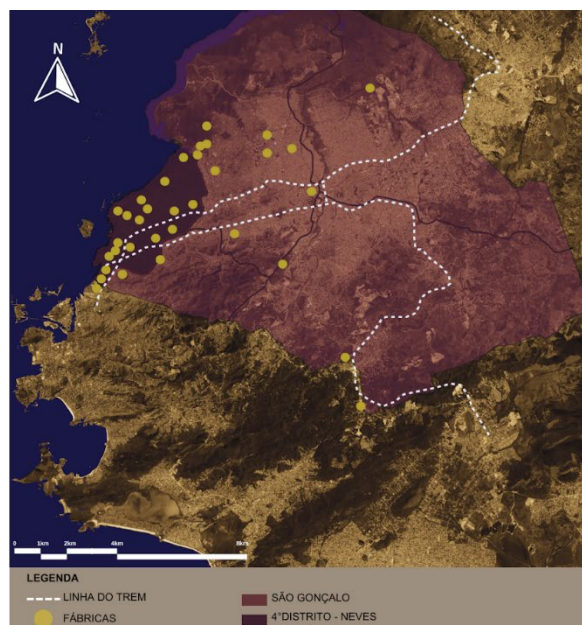 N
0 1km 2km 4km 8km
LEGENDA
LINHA DO TREM
SÃO GONÇALO
FÁBRICAS
4°DISTRITO - NEVES